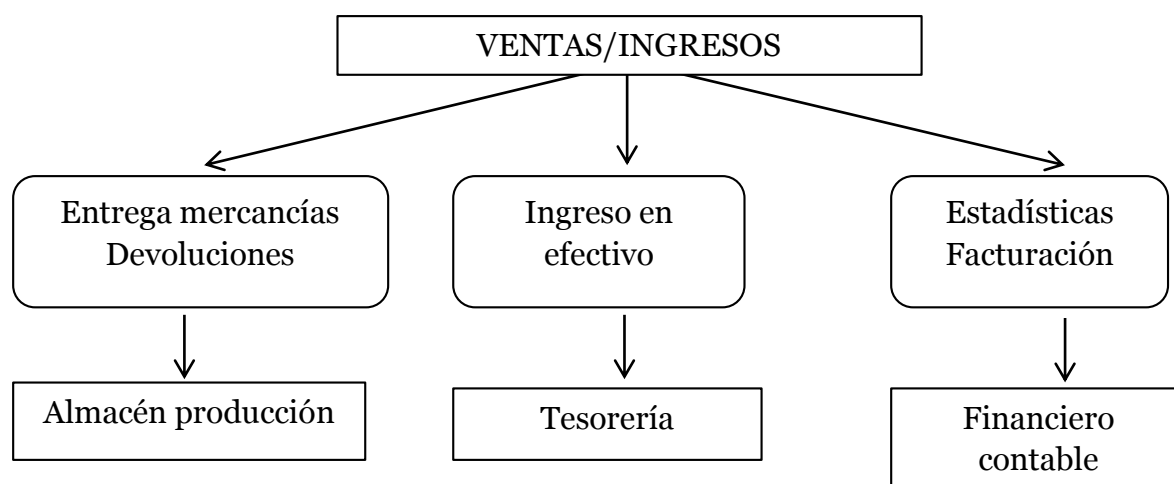 VENTAS/INGRESOS
Entrega mercancías
Devoluciones
Ingreso en
efectivo
Estadísticas
Facturación
Almacén producción
Tesorería
Financiero
contable